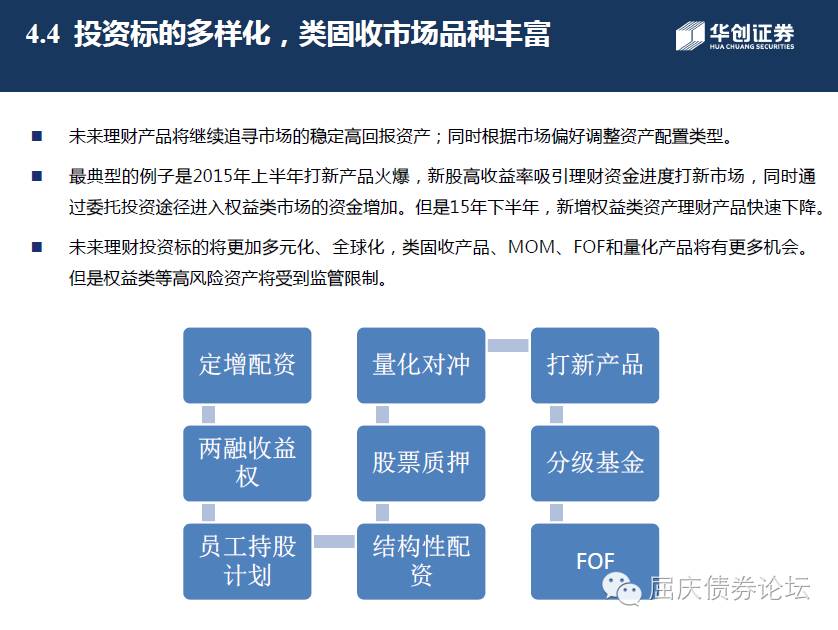 4.4 投资标的多样化，类固收市场品种丰富
华创证券
HUA CHUANG SECURITIES
未来理财产品将继续追寻市场的稳定高回报资产；同时根据市场偏好调整资产配置类型。
最典型的例子是2015年上半年打新产品火爆，新股高收益率吸引理财资金进度打新市场，同时通
过委托投资途径进入权益类市场的资金增加。但是15年下半年，新增权益类资产理财产品快速下降。
未来理财投资标的将更加多元化、全球化，类固收产品、MOM、FOF和量化产品将有更多机会。
但是权益类等高风险资产将受到监管限制。
定增配资
两融收益
权
员工持股
计划
结构性配
资
股票质押
量化对冲
打新产品
分级基金
FOF
屈庆债券论坛